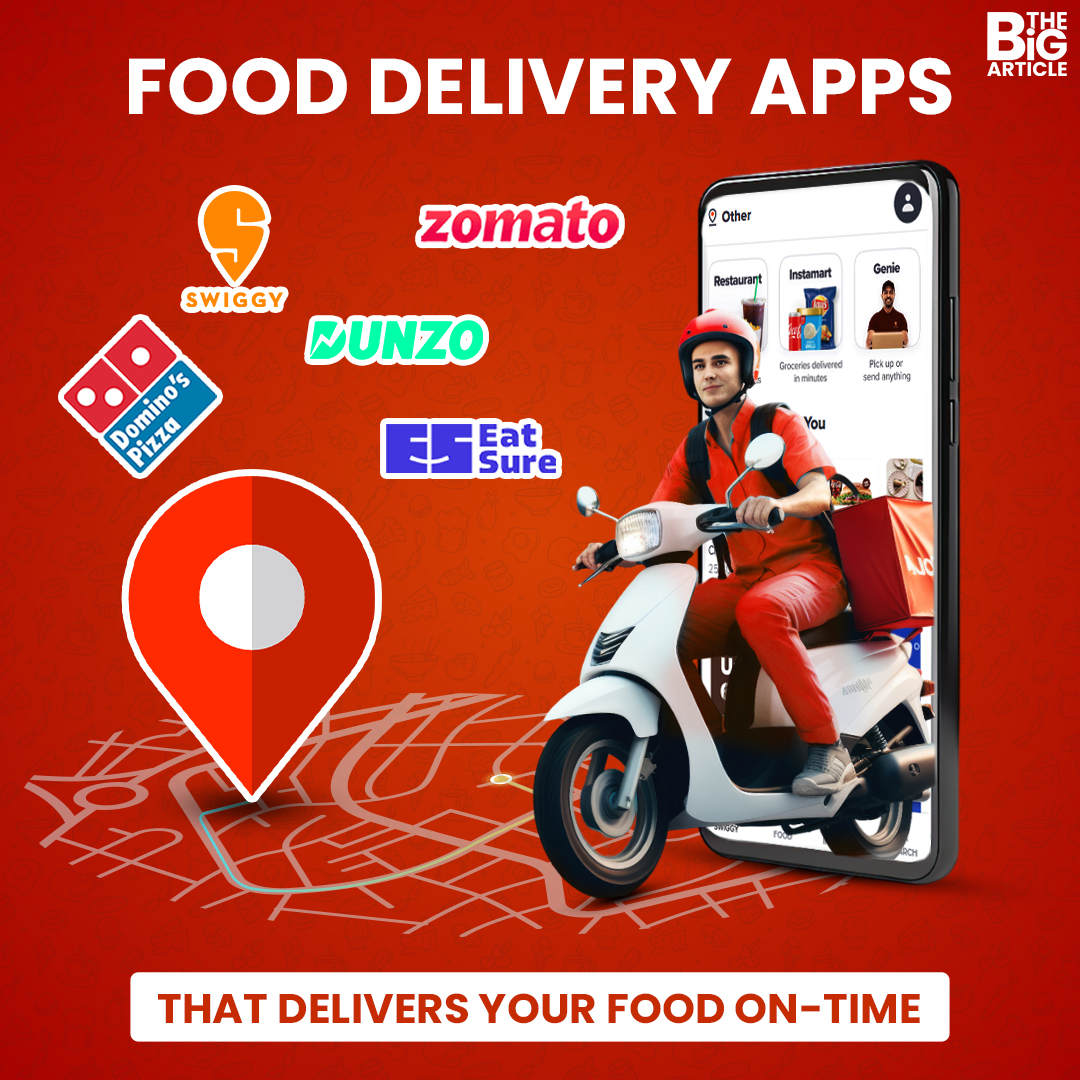 THE
BiG
ARTICLE
FOOD DELIVERY APPS
SWIGGY
zomato
DUNZO
Domino's
Pizza
Eat
Sure
Other
Restaurant
Instamart
Genie
Groceries delivered
in minutes
Pick up or
send anything
You
SWIGGY
FOOD
THAT DELIVERS YOUR FOOD ON-TIME